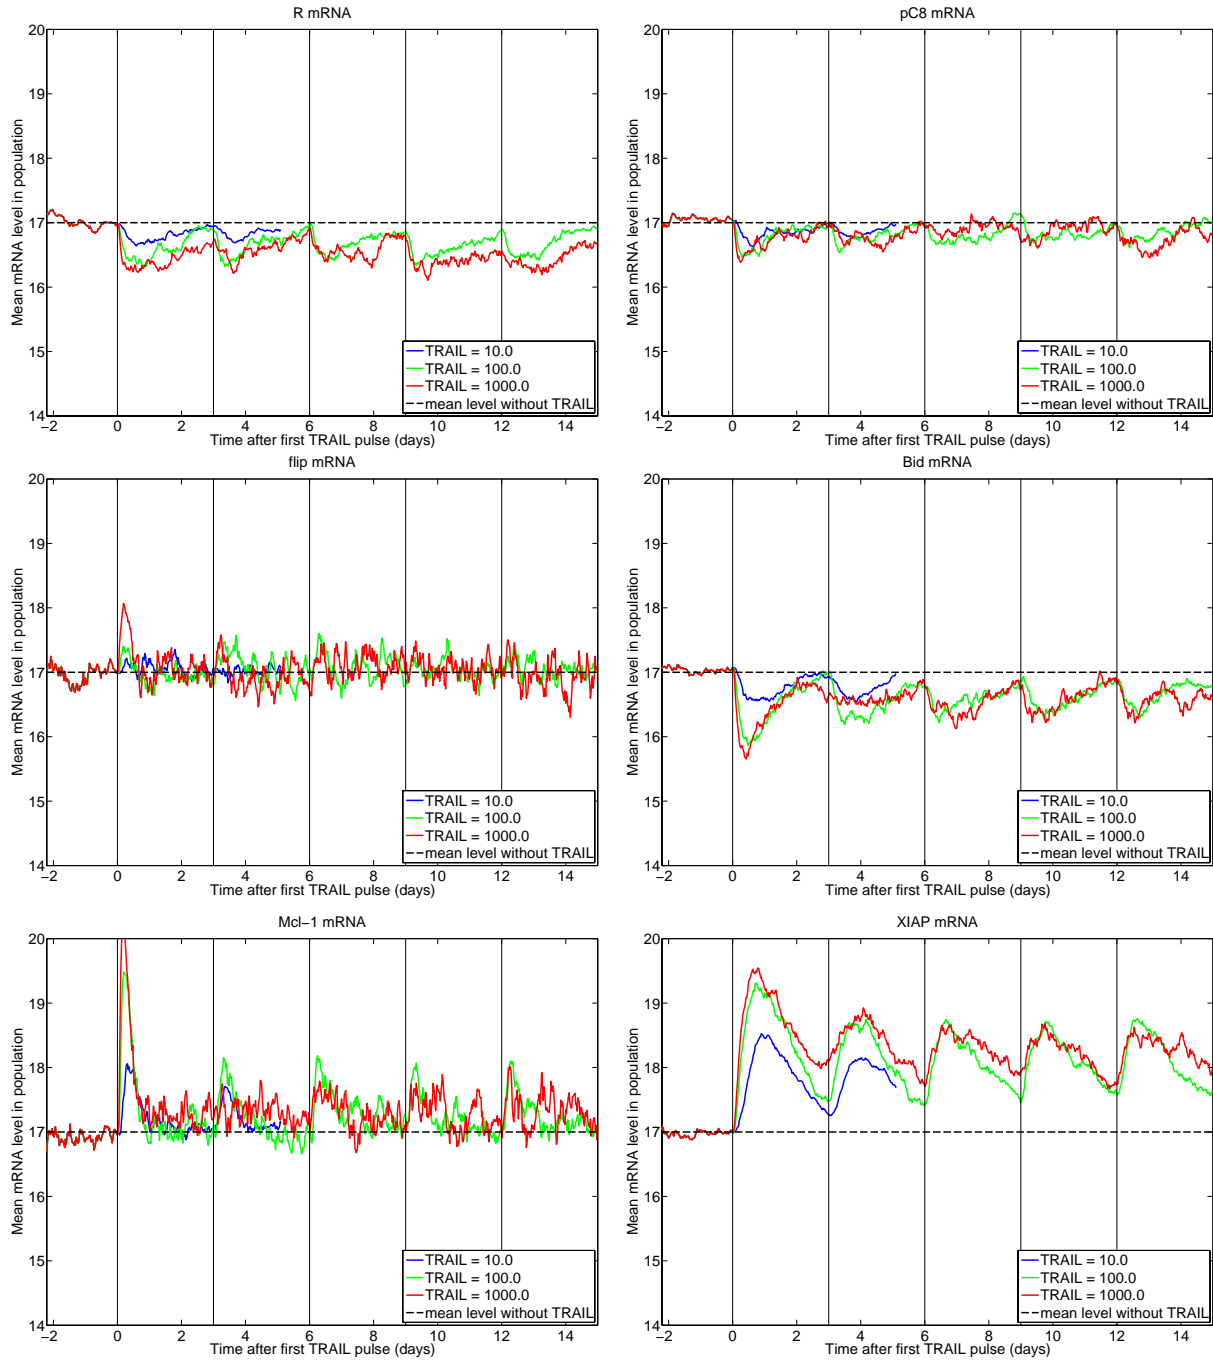 R mRNA
Mean mRNA level in population
20
19
18
17
16
15
14
−2 0 2 4 6 8 10 12 14
Time after first TRAIL pulse (days)
TRAIL = 10.0
TRAIL = 100.0
TRAIL = 1000.0
mean level without TRAIL
pC8 mRNA
Mean mRNA level in population
20
19
18
17
16
15
14
−2 0 2 4 6 8 10 12 14
Time after first TRAIL pulse (days)
TRAIL = 10.0
TRAIL = 100.0
TRAIL = 1000.0
mean level without TRAIL
flip mRNA
Mean mRNA level in population
20
19
18
17
16
15
14
−2 0 2 4 6 8 10 12 14
Time after first TRAIL pulse (days)
TRAIL = 10.0
TRAIL = 100.0
TRAIL = 1000.0
mean level without TRAIL
Bid mRNA
Mean mRNA level in population
20
19
18
17
16
15
14
−2 0 2 4 6 8 10 12 14
Time after first TRAIL pulse (days)
TRAIL = 10.0
TRAIL = 100.0
TRAIL = 1000.0
mean level without TRAIL
Mcl−1 mRNA
Mean mRNA level in population
20
19
18
17
16
15
14
−2 0 2 4 6 8 10 12 14
Time after first TRAIL pulse (days)
TRAIL = 10.0
TRAIL = 100.0
TRAIL = 1000.0
mean level without TRAIL
XIAP mRNA
Mean mRNA level in population
20
19
18
17
16
15
14
−2 0 2 4 6 8 10 12 14
Time after first TRAIL pulse (days)
TRAIL = 10.0
TRAIL = 100.0
TRAIL = 1000.0
mean level without TRAIL